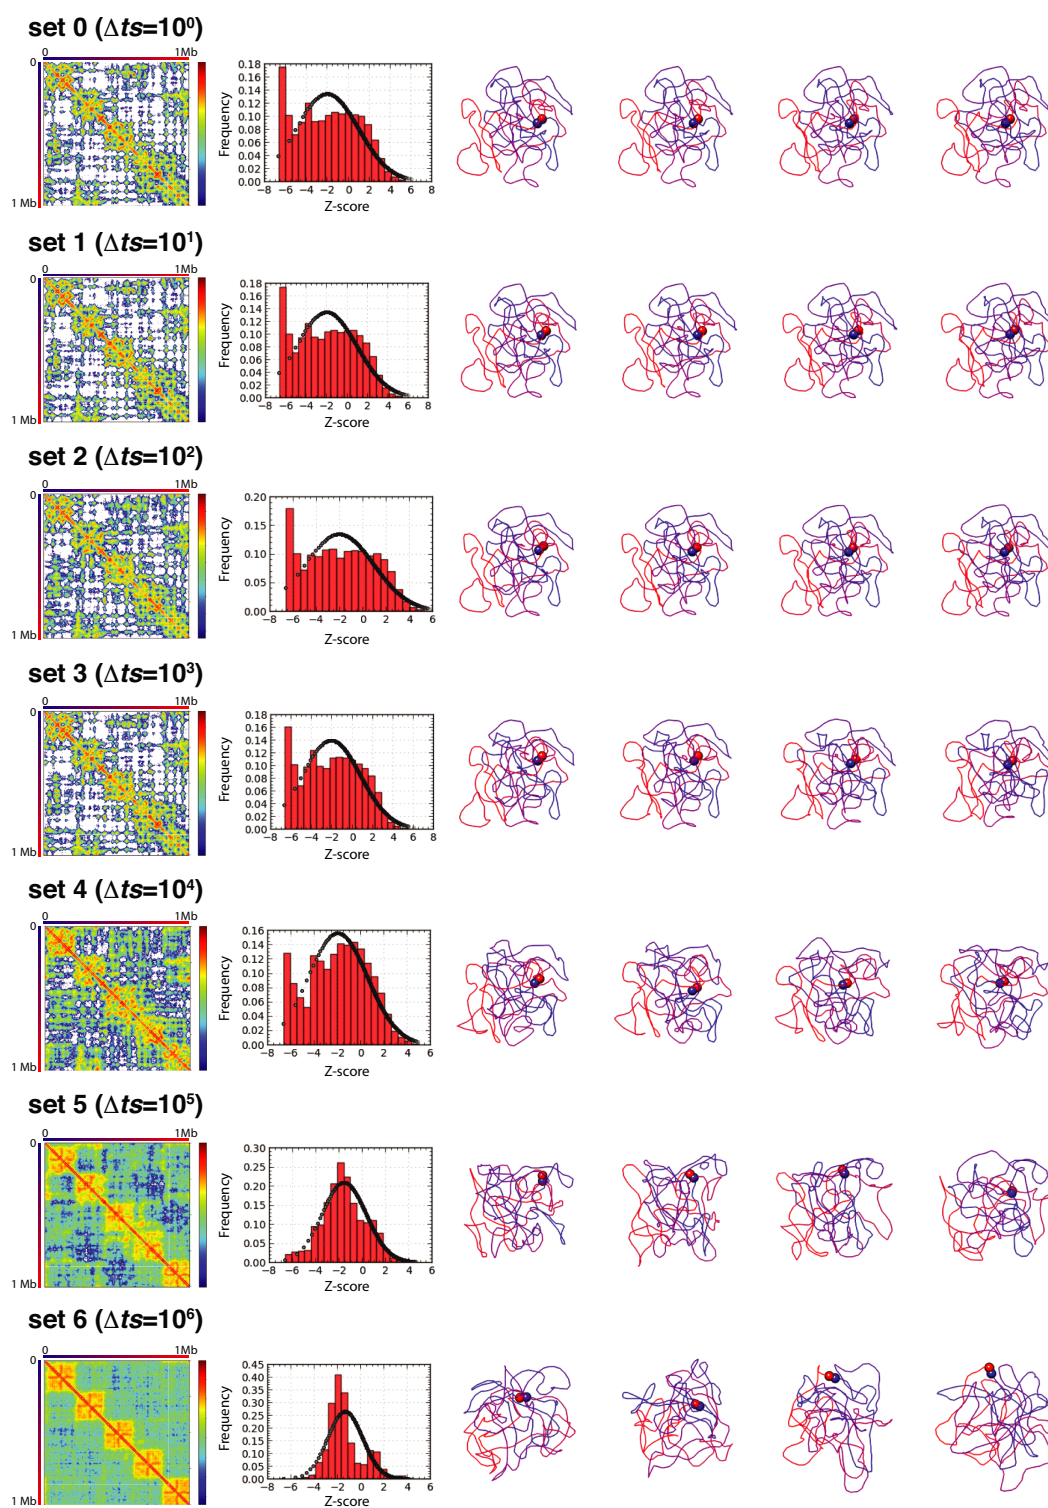 set 0 (Δts=10⁰)
0 1Mb
0
1 Mb
0.18
0.16
0.14
0.12
0.10
0.08
0.06
0.04
0.02
0.00
Frequency
−8 −6 −4 −2 0 2 4 6 8
Z-score
set 1 (Δts=10¹)
0 1Mb
0
1 Mb
0.18
0.16
0.14
0.12
0.10
0.08
0.06
0.04
0.02
0.00
Frequency
−8 −6 −4 −2 0 2 4 6 8
Z-score
set 2 (Δts=10²)
0 1Mb
0
1 Mb
0.20
0.15
0.10
0.05
0.00
Frequency
−8 −6 −4 −2 0 2 4 6
Z-score
set 3 (Δts=10³)
0 1Mb
0
1 Mb
0.18
0.16
0.14
0.12
0.10
0.08
0.06
0.04
0.02
0.00
Frequency
−8 −6 −4 −2 0 2 4 6 8
Z-score
set 4 (Δts=10⁴)
0 1Mb
0
1 Mb
0.16
0.14
0.12
0.10
0.08
0.06
0.04
0.02
0.00
Frequency
−8 −6 −4 −2 0 2 4 6
Z-score
set 5 (Δts=10⁵)
0 1Mb
0
1 Mb
0.30
0.25
0.20
0.15
0.10
0.05
0.00
Frequency
−8 −6 −4 −2 0 2 4 6
Z-score
set 6 (Δts=10⁶)
0 1Mb
0
1 Mb
0.45
0.40
0.35
0.30
0.25
0.20
0.15
0.10
0.05
0.00
Frequency
−8 −6 −4 −2 0 2 4 6
Z-score